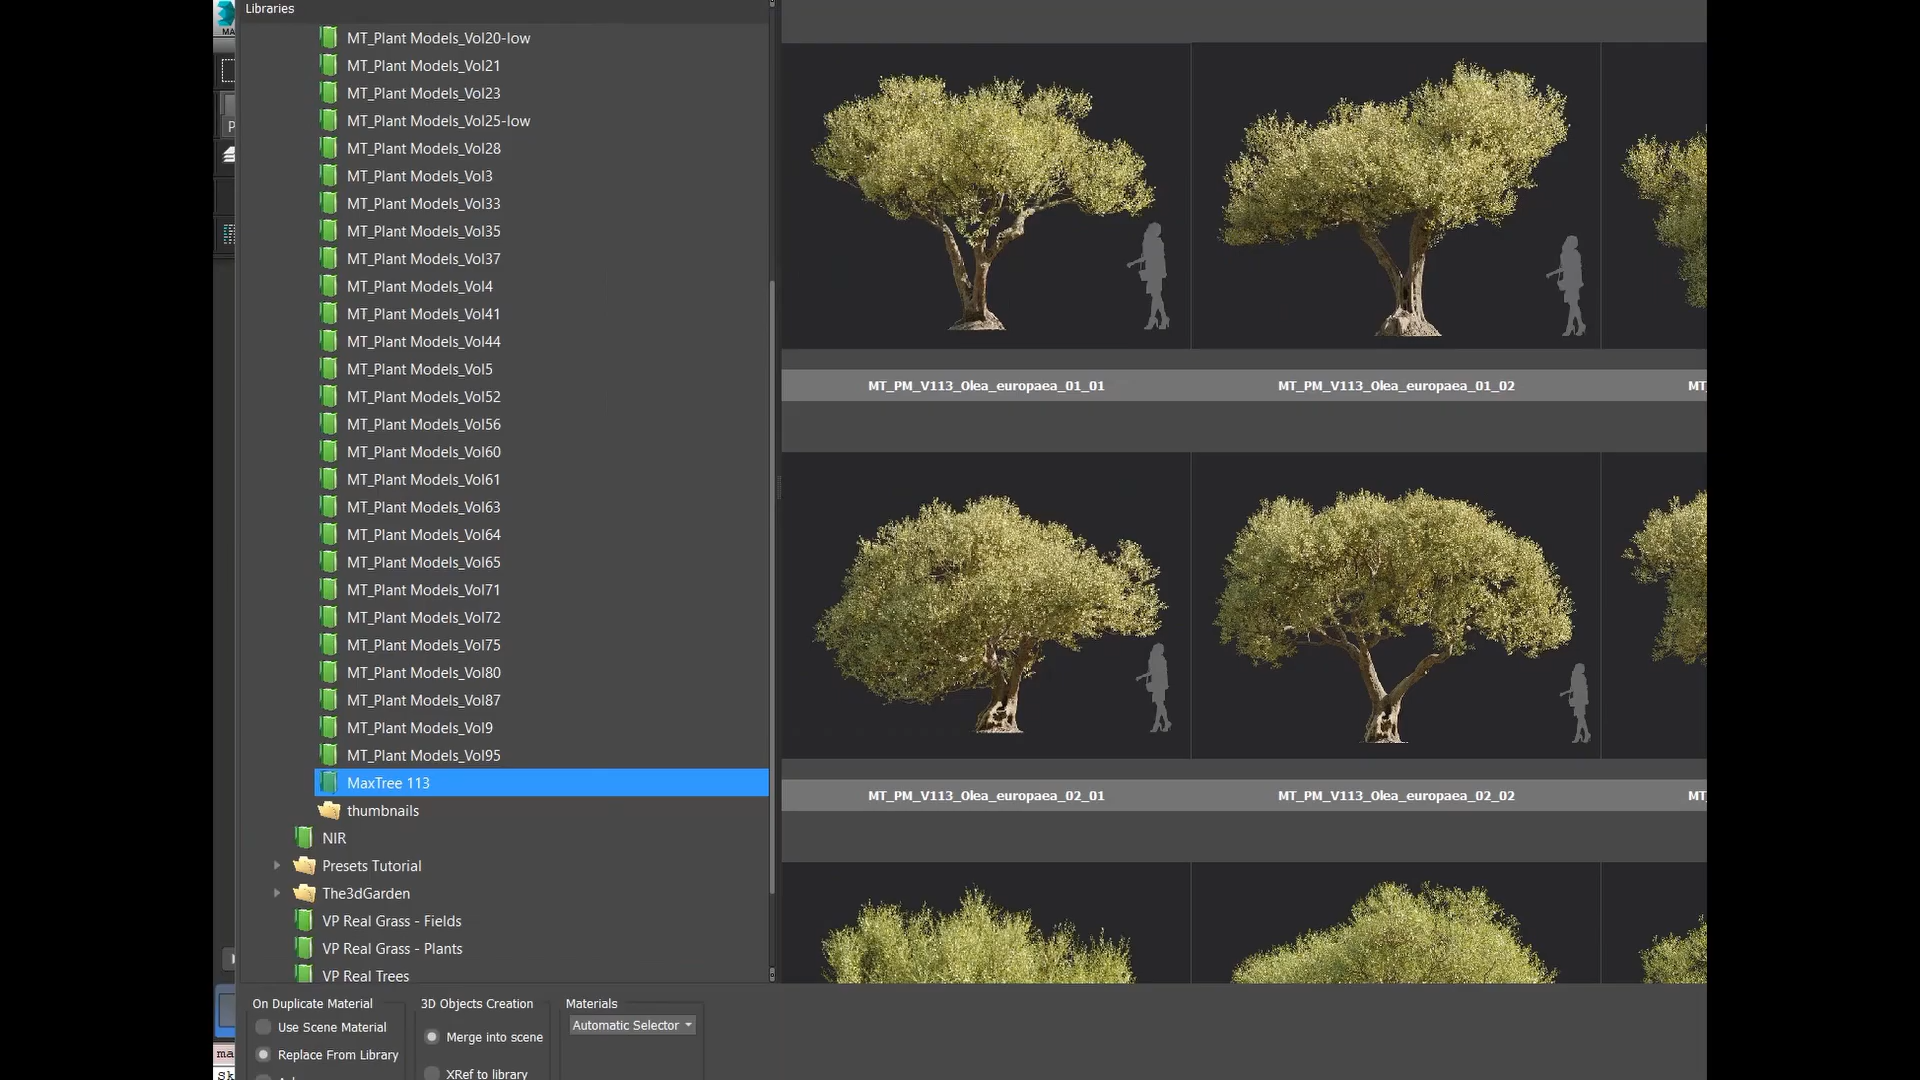 Libraries
MT_Plant Models_Vol20-low
MT_Plant Models_Vol21
MT_Plant Models_Vol23
MT_Plant Models_Vol25-low
MT_Plant Models_Vol28
MT_Plant Models_Vol3
MT_Plant Models_Vol33
MT_Plant Models_Vol35
MT_Plant Models_Vol37
MT_Plant Models_Vol4
MT_Plant Models_Vol41
MT_Plant Models_Vol44
MT_Plant Models_Vol5
MT_Plant Models_Vol52
MT_Plant Models_Vol56
MT_Plant Models_Vol60
MT_Plant Models_Vol61
MT_Plant Models_Vol63
MT_Plant Models_Vol64
MT_Plant Models_Vol65
MT_Plant Models_Vol71
MT_Plant Models_Vol72
MT_Plant Models_Vol75
MT_Plant Models_Vol80
MT_Plant Models_Vol87
MT_Plant Models_Vol9
MT_Plant Models_Vol95
MaxTree 113
thumbnails
NIR
Presets Tutorial
The3dGarden
VP Real Grass - Fields
VP Real Grass - Plants
VP Real Trees
MT_PM_V113_Olea_europaea_01_01
MT_PM_V113_Olea_europaea_01_02
MT_PM_V113_Olea_europaea_02_01
MT_PM_V113_Olea_europaea_02_02
On Duplicate Material
Use Scene Material
Replace From Library
3D Objects Creation
Merge into scene
XRef to library
Materials
Automatic Selector